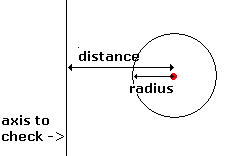 distance
radius
axis to
check ->